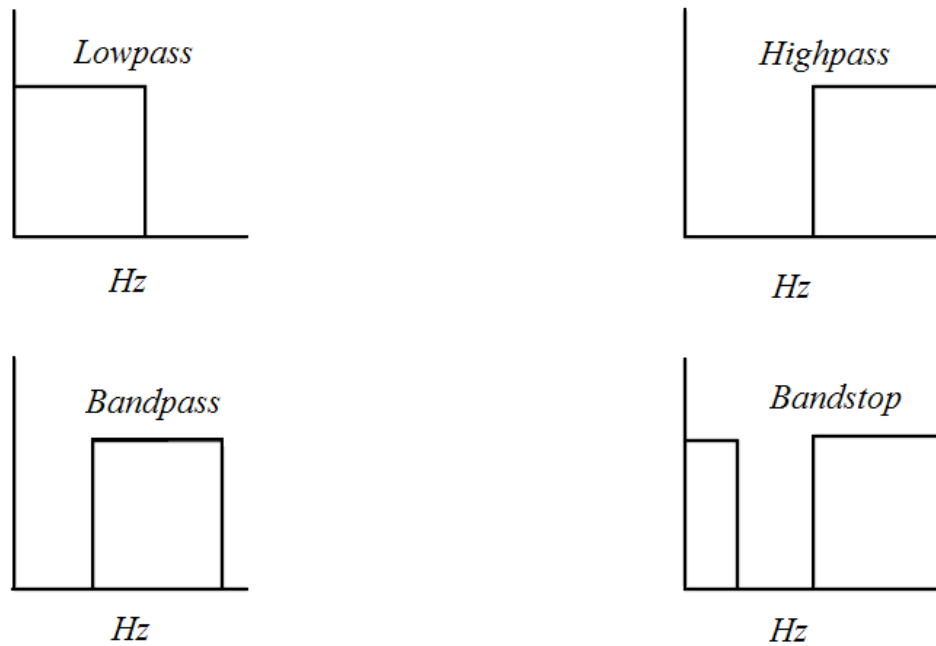 Lowpass
Highpass
Hz
Hz
Bandpass
Bandstop
Hz
Hz